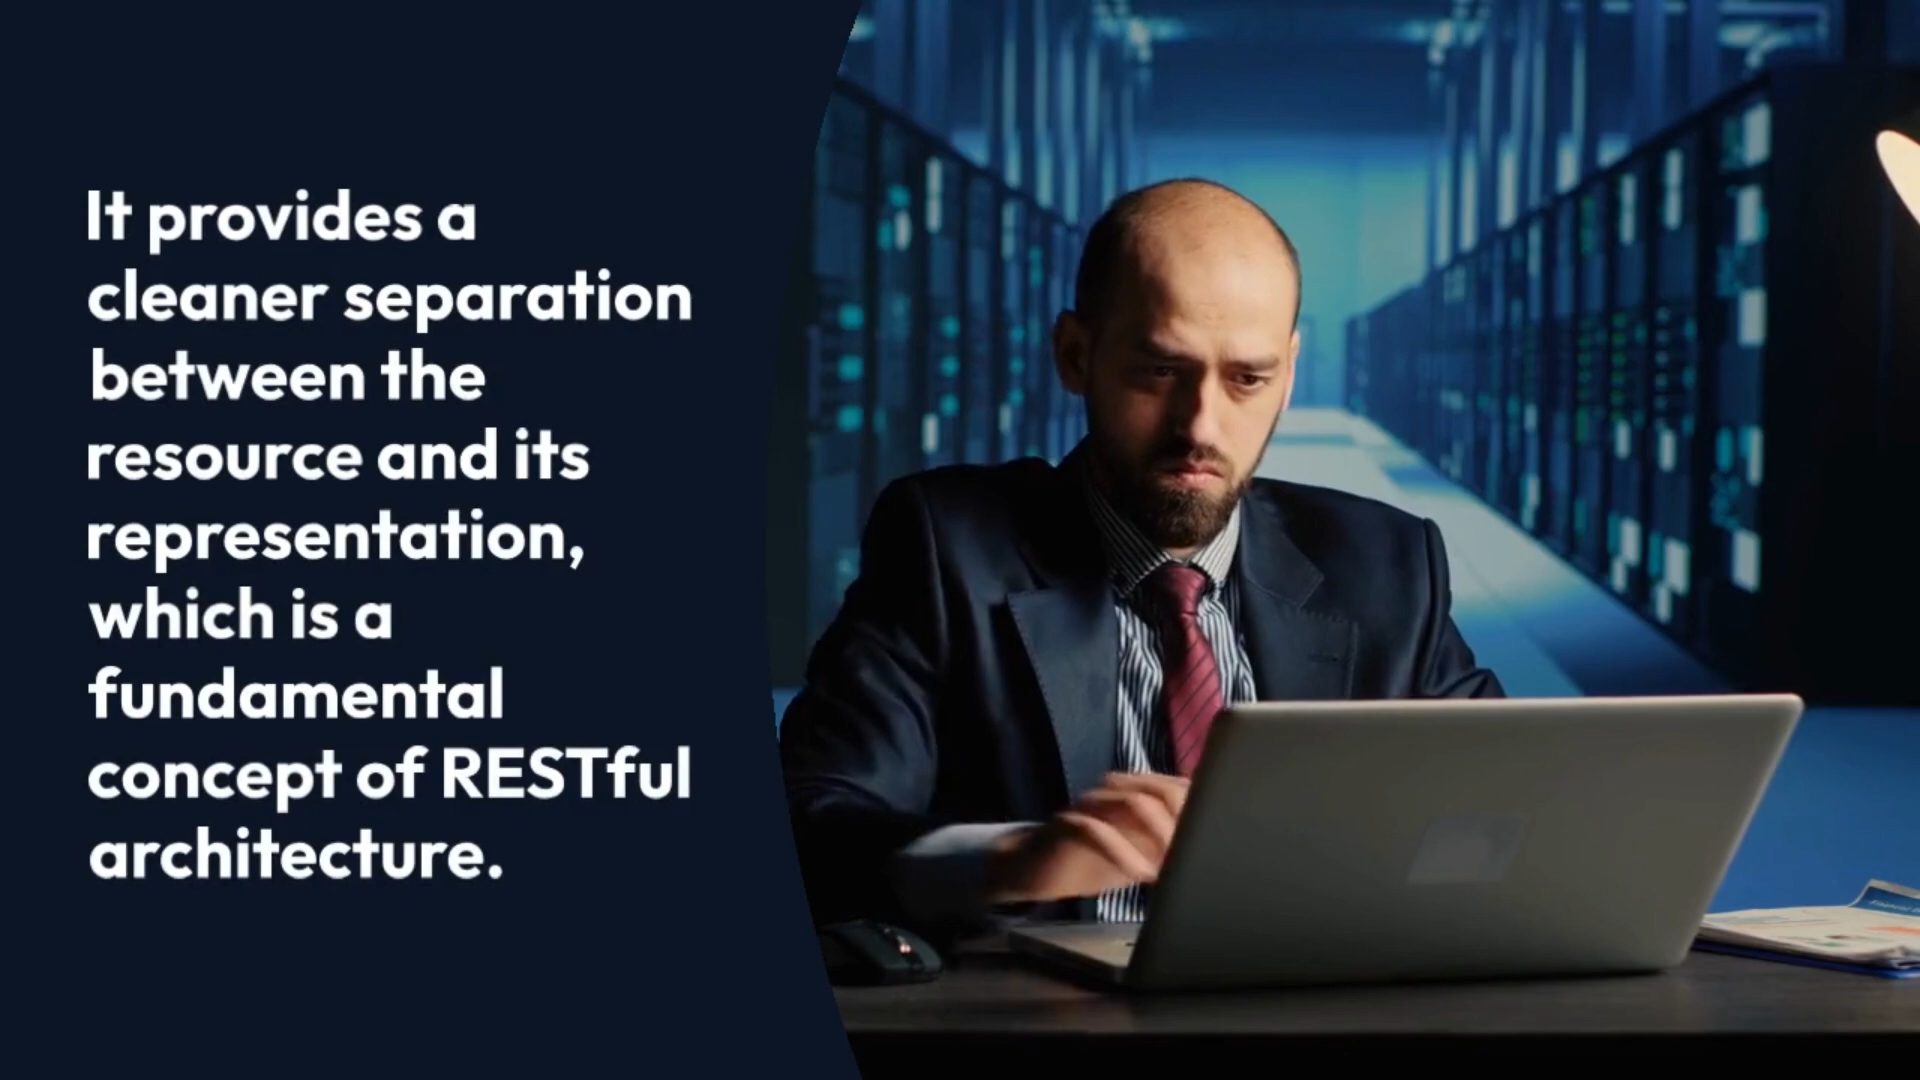 It provides a
cleaner separation
between the
resource and its
representation,
which is a
fundamental
concept of RESTful
architecture.